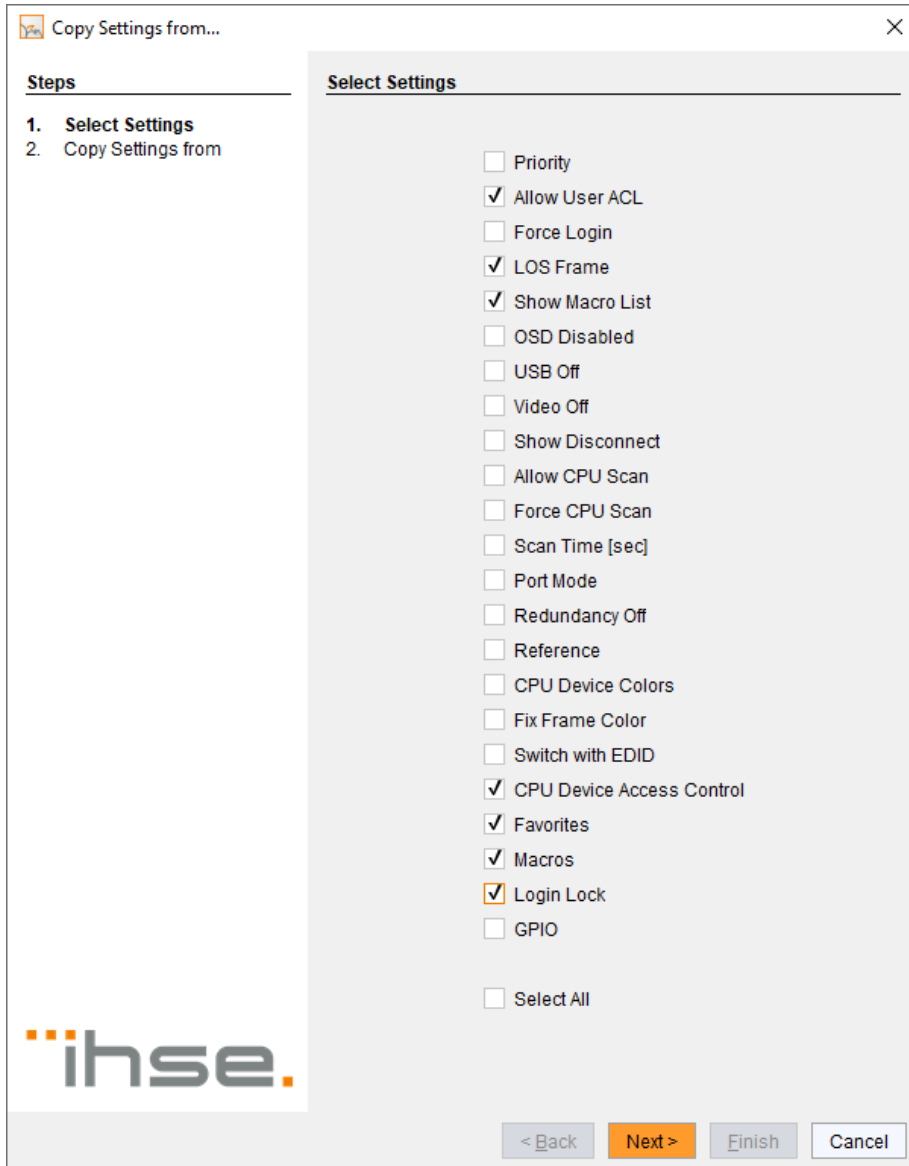 Copy Settings from...
Steps
1. Select Settings
2. Copy Settings from
Select Settings
Priority
Allow User ACL
Force Login
LOS Frame
Show Macro List
OSD Disabled
USB Off
Video Off
Show Disconnect
Allow CPU Scan
Force CPU Scan
Scan Time [sec]
Port Mode
Redundancy Off
Reference
CPU Device Colors
Fix Frame Color
Switch with EDID
CPU Device Access Control
Favorites
Macros
Login Lock
GPIO
Select All
ihse.
< Back Next > Finish Cancel